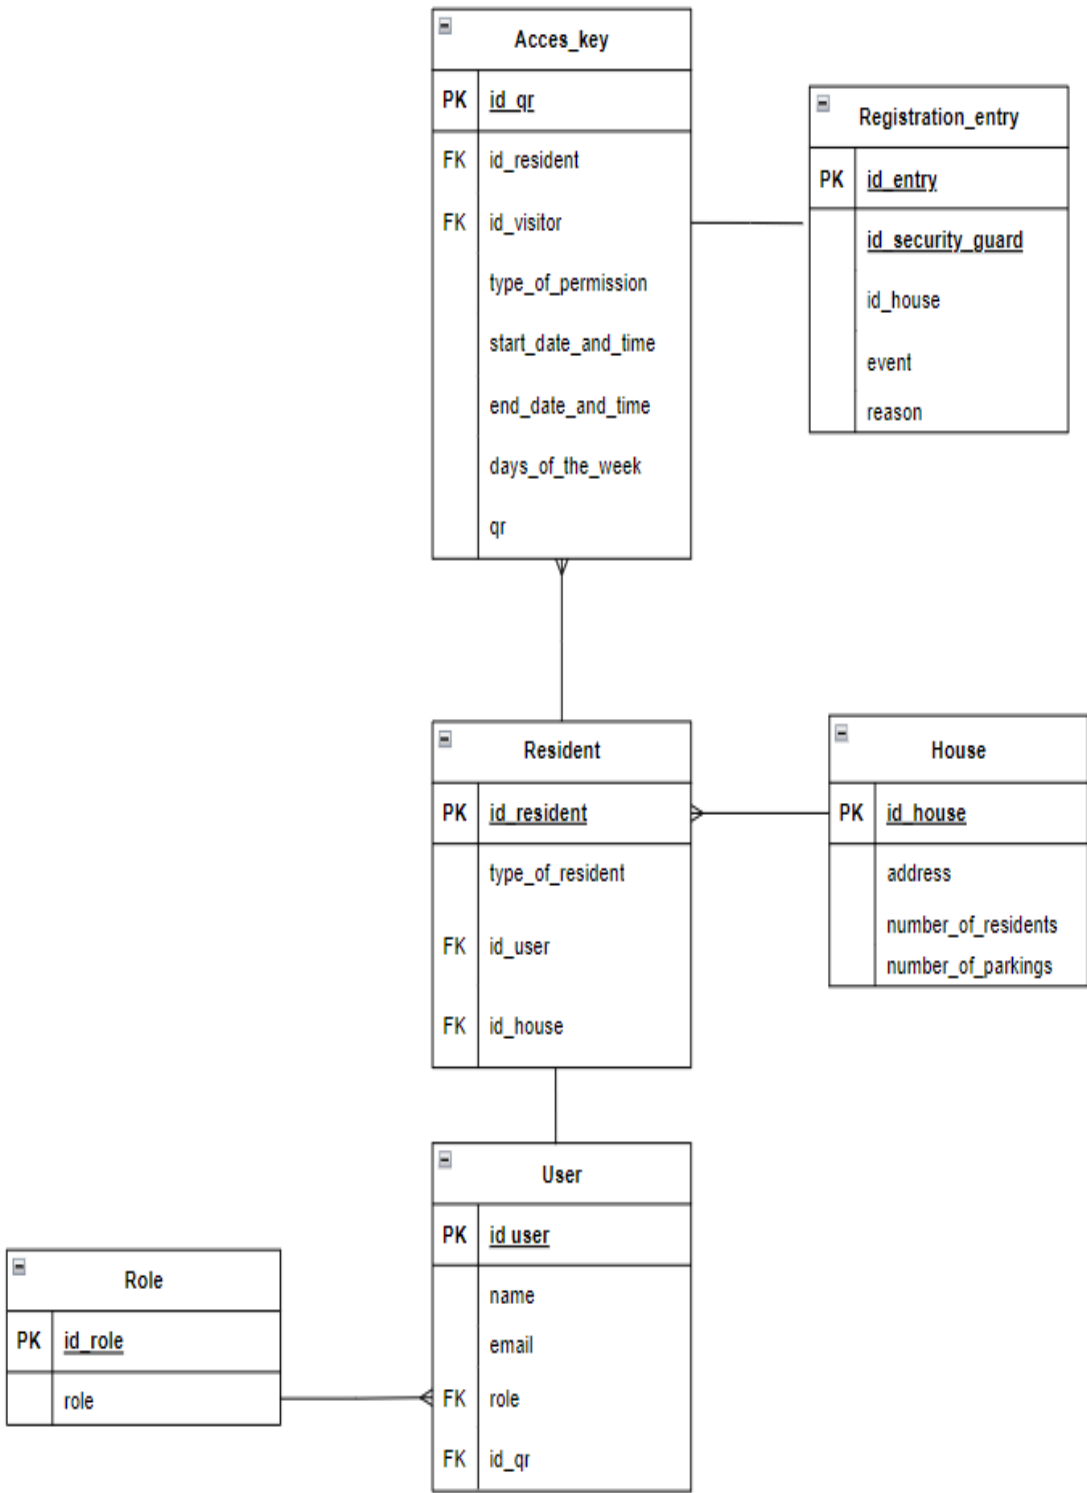 Acces_key
PK id_qr
FK id_resident
FK id_visitor
type_of_permission
start_date_and_time
end_date_and_time
days_of_the_week
qr
Registration_entry
PK id_entry
id_security_guard
id_house
event
reason
Resident
PK id_resident
type_of_resident
FK id_user
FK id_house
House
PK id_house
address
number_of_residents
number_of_parkings
User
PK id user
name
email
FK role
FK id_qr
Role
PK id_role
role